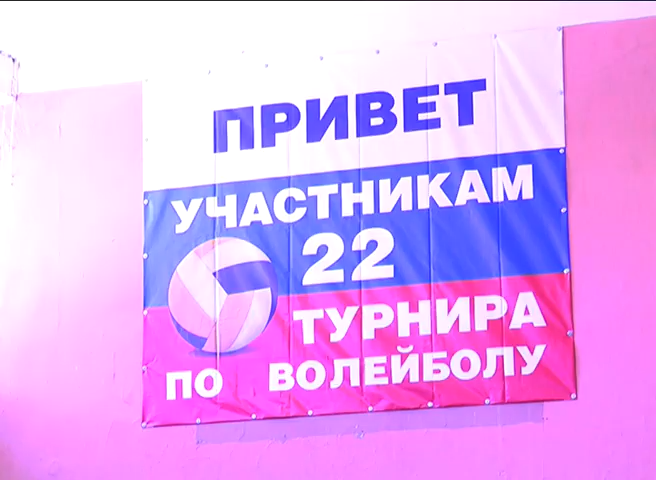 ПРИВЕТ
УЧАСТНИКАМ
22
ТУРНИРА
ПО ВОЛЕЙБОЛУ